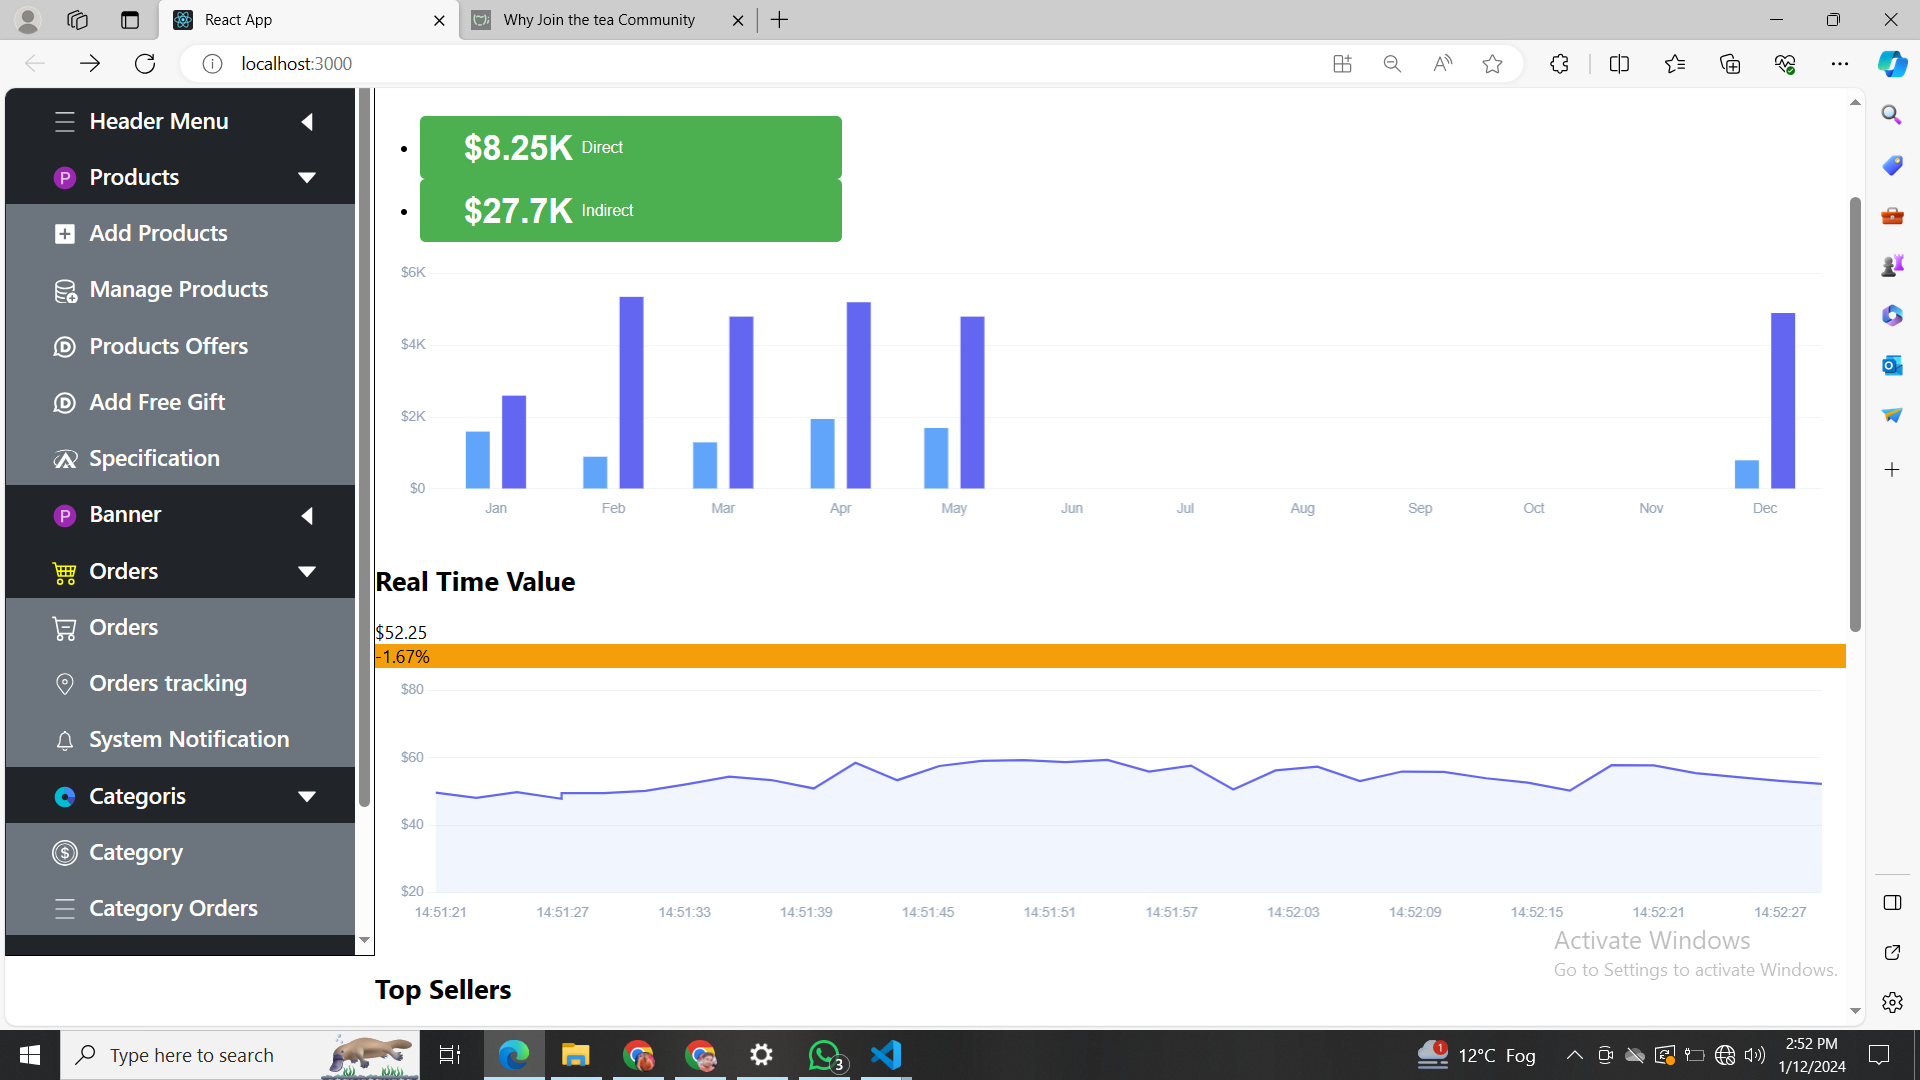 React App
Why Join the tea Community
localhost:3000
Header Menu
P Products
Add Products
Manage Products
Products Offers
Add Free Gift
Specification
P Banner
Orders
Orders
Orders tracking
System Notification
Categoris
Category
Category Orders
$8.25K Direct
$27.7K Indirect
$6K
$4K
$2K
$0
Jan Feb Mar Apr May Jun Jul Aug Sep Oct Nov Dec
Real Time Value
$52.25
-1.67%
$80
$60
$40
$20
14:51:21 14:51:27 14:51:33 14:51:39 14:51:45 14:51:51 14:51:57 14:52:03 14:52:09 14:52:15 14:52:21 14:52:27
Top Sellers
Activate Windows
Go to Settings to activate Windows.
Type here to search
3
1
12°C Fog
2:52 PM
1/12/2024